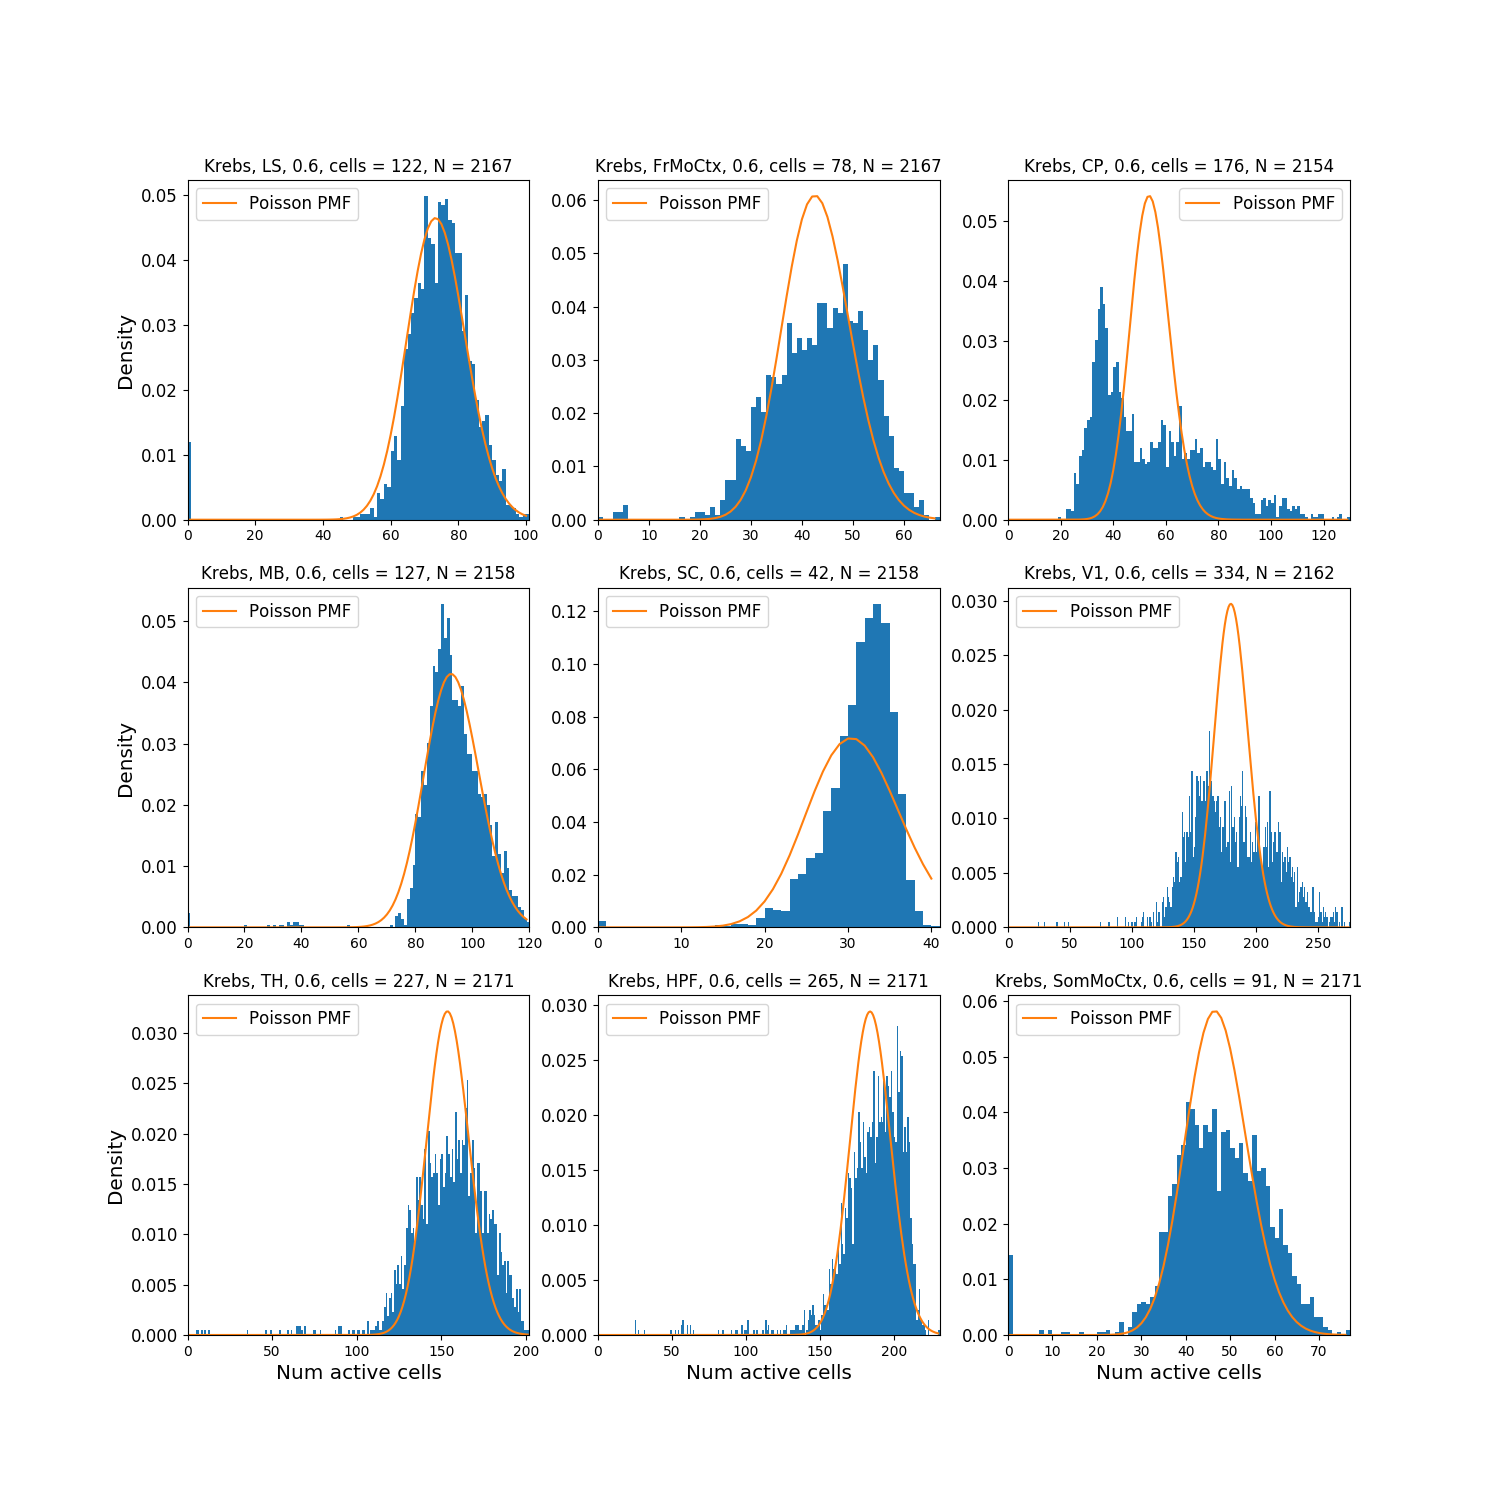 Krebs, LS, 0.6, cells = 122, N = 2167
Krebs, FrMoCtx, 0.6, cells = 78, N = 2167
Krebs, CP, 0.6, cells = 176, N = 2154
Poisson PMF
Poisson PMF
Poisson PMF
Density
0.05
0.04
0.03
0.02
0.01
0.00
0 20 40 60 80 100
0.06
0.05
0.04
0.03
0.02
0.01
0.00
0 10 20 30 40 50 60
0.05
0.04
0.03
0.02
0.01
0.00
0 20 40 60 80 100 120
Krebs, MB, 0.6, cells = 127, N = 2158
Krebs, SC, 0.6, cells = 42, N = 2158
Krebs, V1, 0.6, cells = 334, N = 2162
Poisson PMF
Poisson PMF
Poisson PMF
Density
0.05
0.04
0.03
0.02
0.01
0.00
0 20 40 60 80 100 120
0.12
0.10
0.08
0.06
0.04
0.02
0.00
0 10 20 30 40
0.030
0.025
0.020
0.015
0.010
0.005
0.000
0 50 100 150 200 250
Krebs, TH, 0.6, cells = 227, N = 2171
Krebs, HPF, 0.6, cells = 265, N = 2171
Krebs, SomMoCtx, 0.6, cells = 91, N = 2171
Poisson PMF
Poisson PMF
Poisson PMF
Density
0.030
0.025
0.020
0.015
0.010
0.005
0.000
0 50 100 150 200
Num active cells
0.030
0.025
0.020
0.015
0.010
0.005
0.000
0 50 100 150 200
Num active cells
0.06
0.05
0.04
0.03
0.02
0.01
0.00
0 10 20 30 40 50 60 70
Num active cells